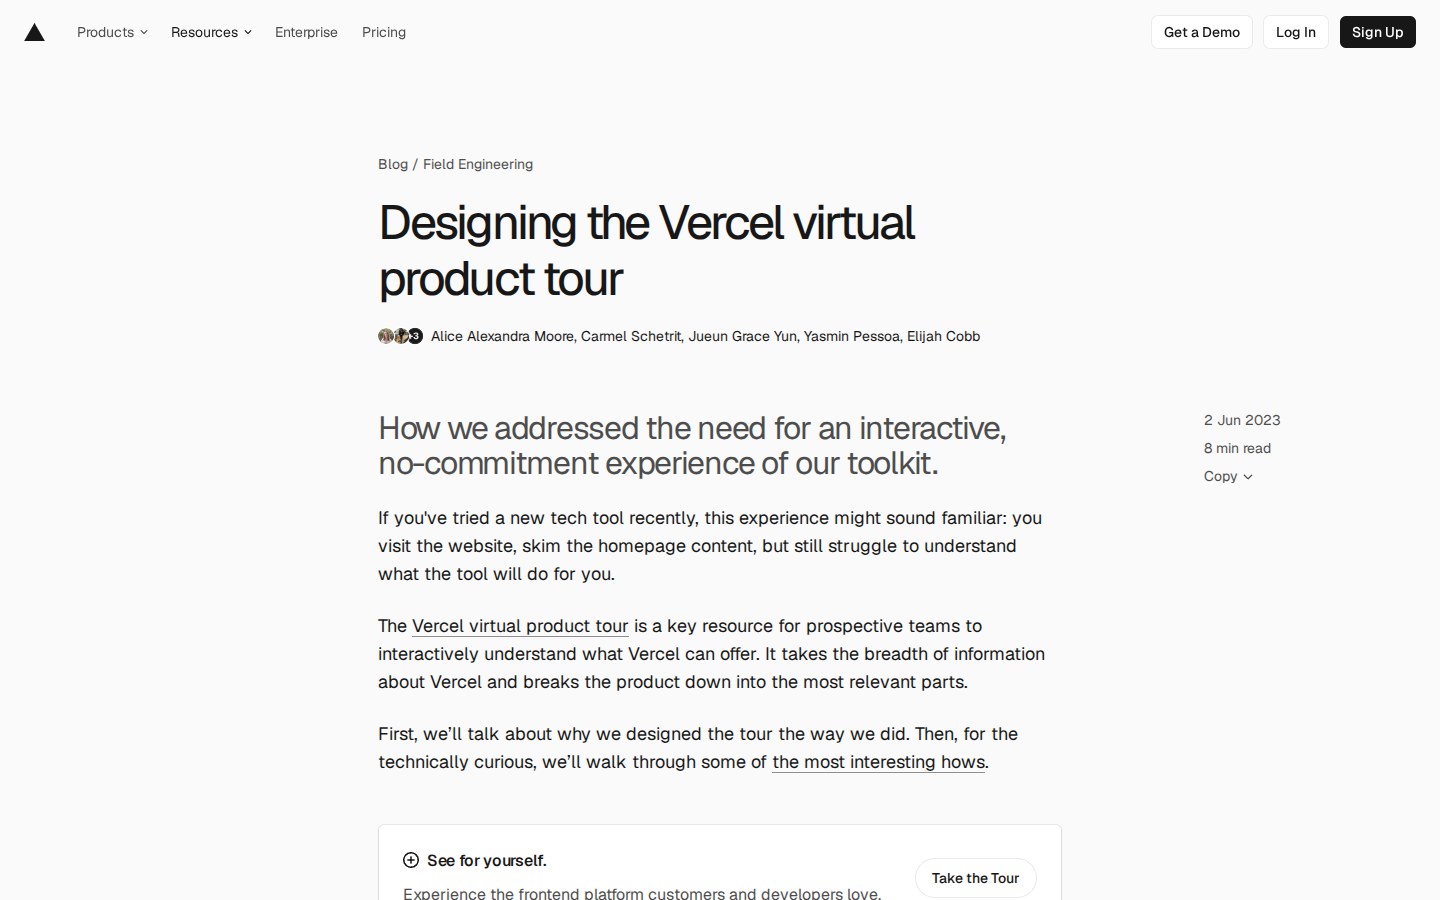 Products
Resources
Enterprise
Pricing
Get a Demo
Log In
Sign Up
Blog / Field Engineering
Designing the Vercel virtual
product tour
+3
Alice Alexandra Moore, Carmel Schetrit, Jueun Grace Yun, Yasmin Pessoa, Elijah Cobb
How we addressed the need for an interactive,
no-commitment experience of our toolkit.
2 Jun 2023
8 min read
Copy
If you've tried a new tech tool recently, this experience might sound familiar: you
visit the website, skim the homepage content, but still struggle to understand
what the tool will do for you.
The Vercel virtual product tour is a key resource for prospective teams to
interactively understand what Vercel can offer. It takes the breadth of information
about Vercel and breaks the product down into the most relevant parts.
First, we’ll talk about why we designed the tour the way we did. Then, for the
technically curious, we’ll walk through some of the most interesting hows.
See for yourself.
Experience the frontend platform customers and developers love.
Take the Tour